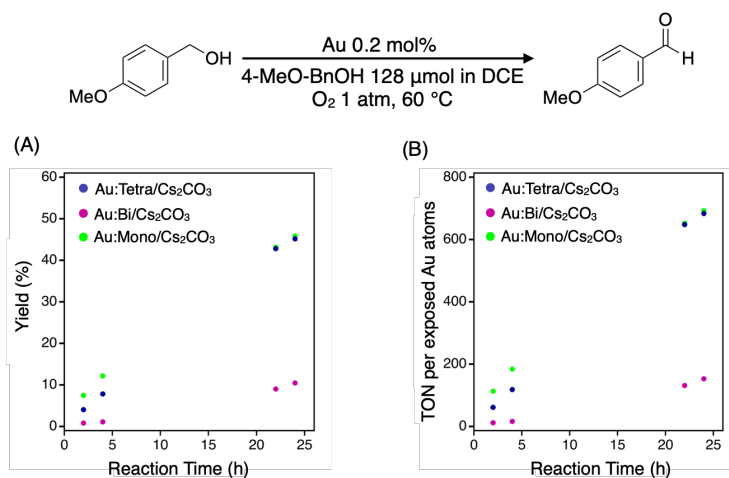 OH
MeO
Au 0.2 mol%
4-MeO-BnOH 128 μmol in DCE
O₂ 1 atm, 60 °C
O
H
MeO
(A)
Yield (%)
60
50
40
30
20
10
0
Au:Tetra/Cs₂CO₃
Au:Bi/Cs₂CO₃
Au:Mono/Cs₂CO₃
0 5 10 15 20 25
Reaction Time (h)
(B)
TON per exposed Au atoms
800
600
400
200
0
Au:Tetra/Cs₂CO₃
Au:Bi/Cs₂CO₃
Au:Mono/Cs₂CO₃
0 5 10 15 20 25
Reaction Time (h)